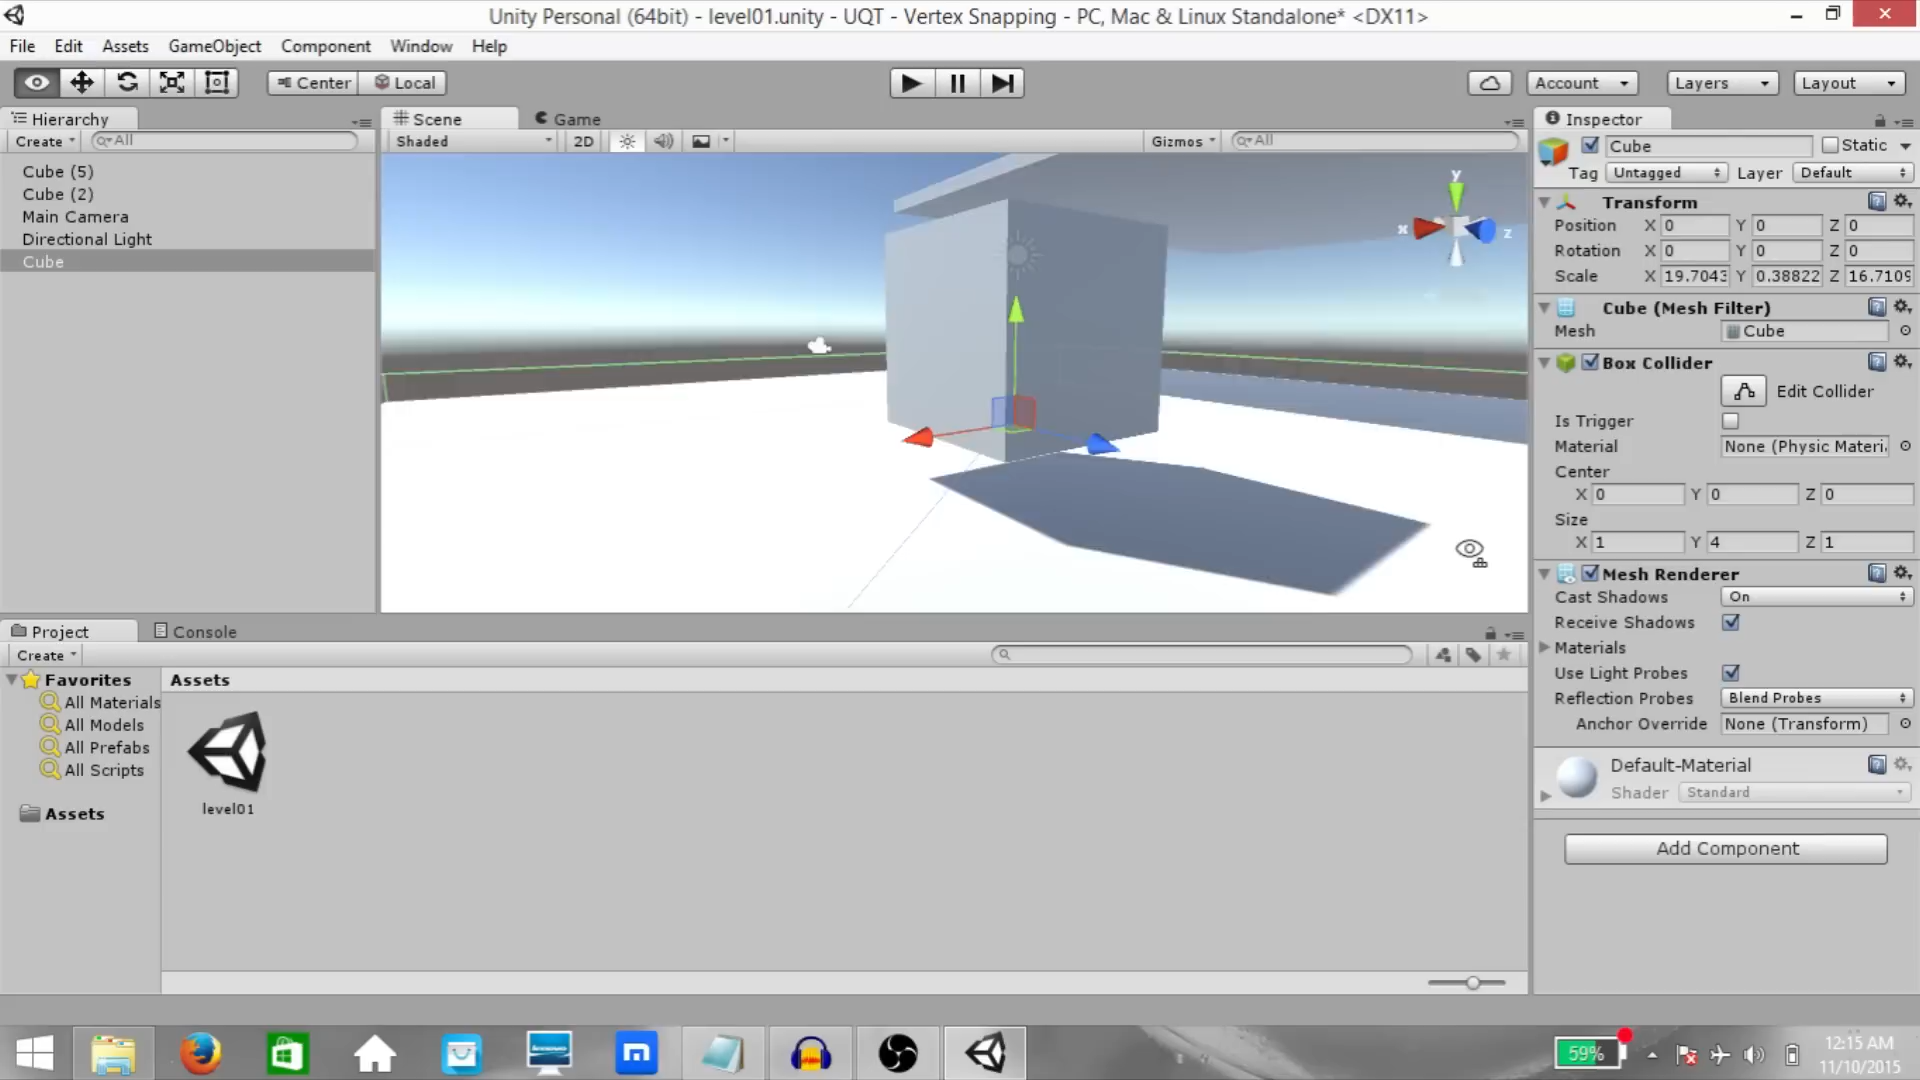 Unity Personal (64bit) - level01.unity - UQT - Vertex Snapping - PC, Mac & Linux Standalone* <DX11>
File Edit Assets GameObject Component Window Help
Center Local Account Layers Layout
Hierarchy
Create All
Cube (5)
Cube (2)
Main Camera
Directional Light
Cube
Scene Game
Shaded 2D Gizmos All
y
x
z
Inspector
Cube Static
Tag Untagged Layer Default
Transform
Position X 0 Y 0 Z 0
Rotation X 0 Y 0 Z 0
Scale X 19.7043 Y 0.38822 Z 16.7109
Cube (Mesh Filter)
Mesh Cube
Box Collider
Edit Collider
Is Trigger
Material None (Physic Materi
Center
X 0 Y 0 Z 0
Size
X 1 Y 4 Z 1
Mesh Renderer
Cast Shadows On
Receive Shadows
Materials
Use Light Probes
Reflection Probes Blend Probes
Anchor Override None (Transform)
Default-Material
Shader Standard
Add Component
Project Console
Create
Favorites
All Materials
All Models
All Prefabs
All Scripts
Assets
Assets
level01
59%
12:15 AM
11/10/2015